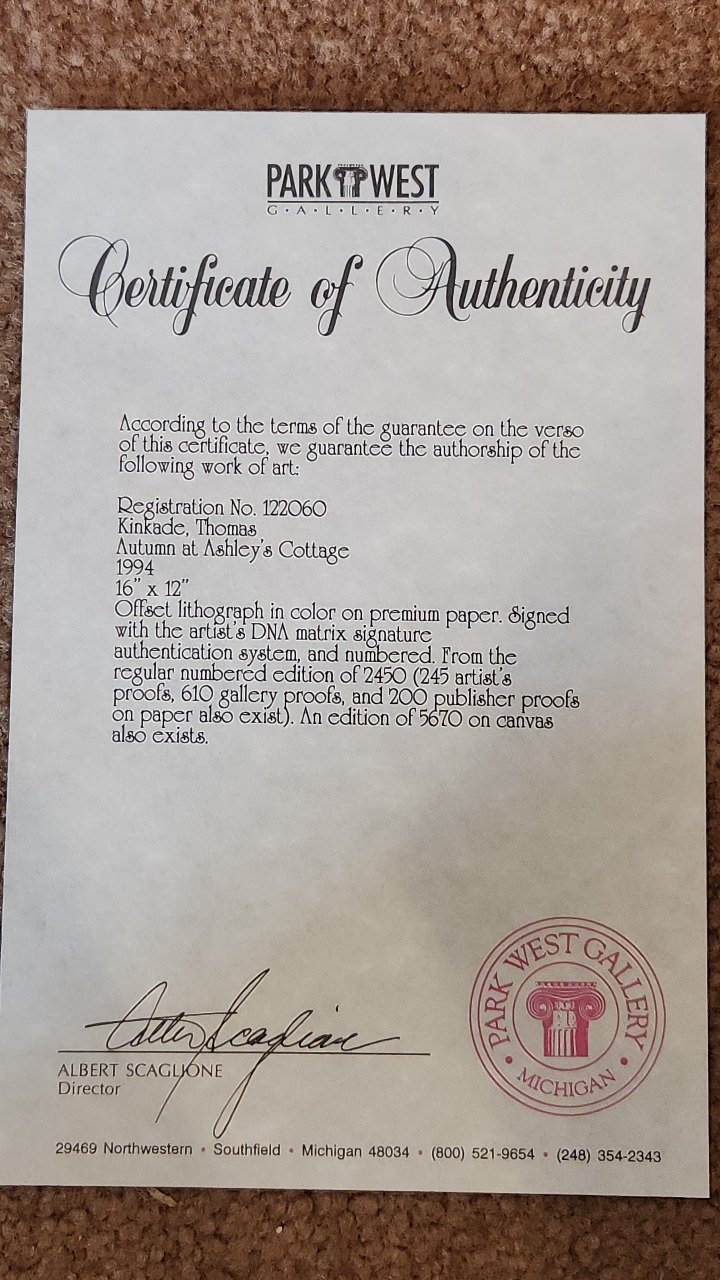 PARK WEST
G·A·L·L·E·R·Y
Certificate of Authenticity
According to the terms of the guarantee on the verso
of this certificate, we guarantee the authorship of the
following work of art:
Registration No. 122060
Kinkade, Thomas
Autumn at Ashley's Cottage
1994
16" x 12"
Offset lithograph in color on premium paper. Signed
with the artist's DNA matrix signature
authentication system, and numbered. From the
regular numbered edition of 2450 (245 artist's
proofs, 610 gallery proofs, and 200 publisher proofs
on paper also exist). An edition of 5670 on canvas
also exists.
Albert Scaglione
ALBERT SCAGLIONE
Director
PARK WEST GALLERY
• MICHIGAN •
29469 Northwestern • Southfield • Michigan 48034 • (800) 521-9654 • (248) 354-2343